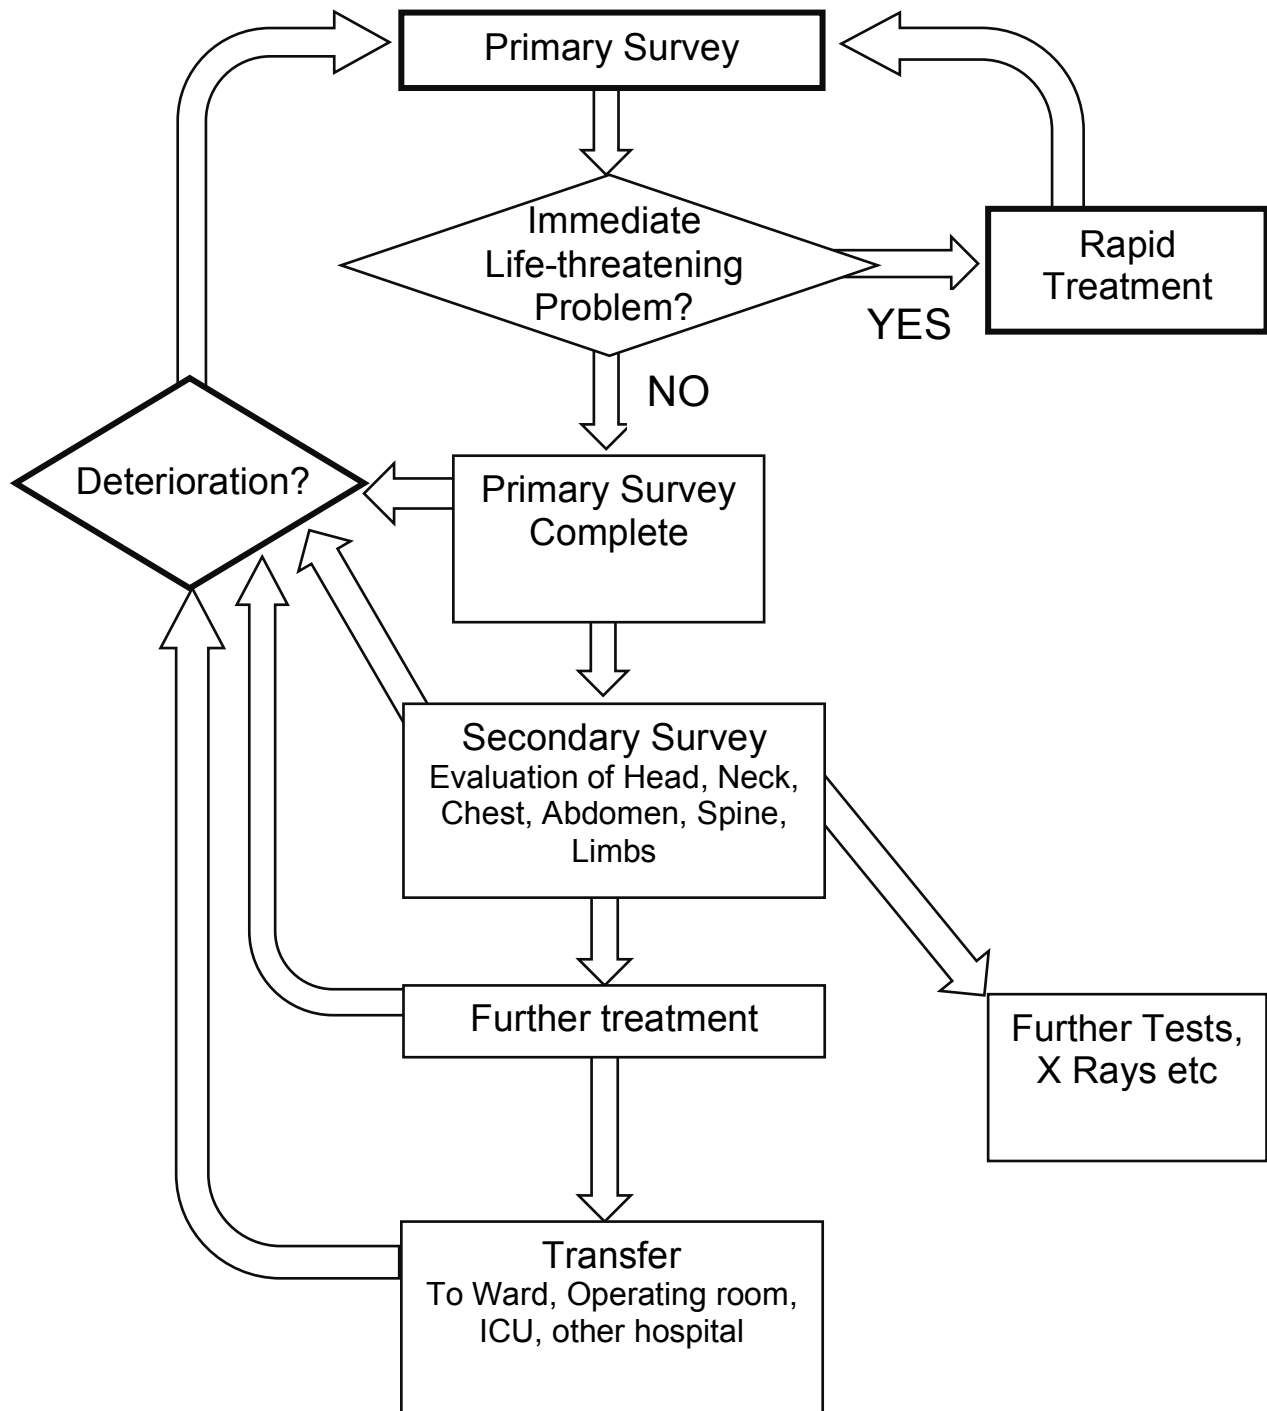 Primary Survey
Immediate
Life-threatening
Problem?
YES
Rapid
Treatment
NO
Deterioration?
Primary Survey
Complete
Secondary Survey
Evaluation of Head, Neck,
Chest, Abdomen, Spine,
Limbs
Further treatment
Further Tests,
X Rays etc
Transfer
To Ward, Operating room,
ICU, other hospital